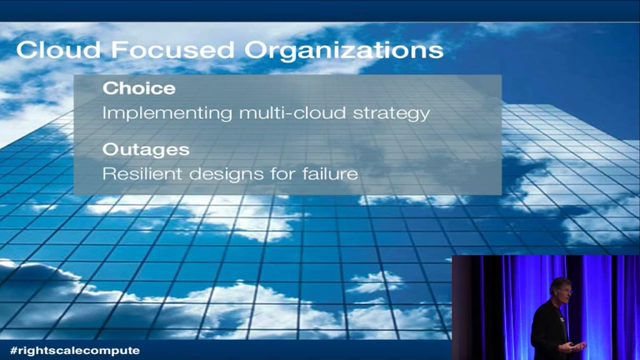 Cloud Focused Organizations
Choice
Implementing multi-cloud strategy
Outages
Resilient designs for failure
#rightscalecompute